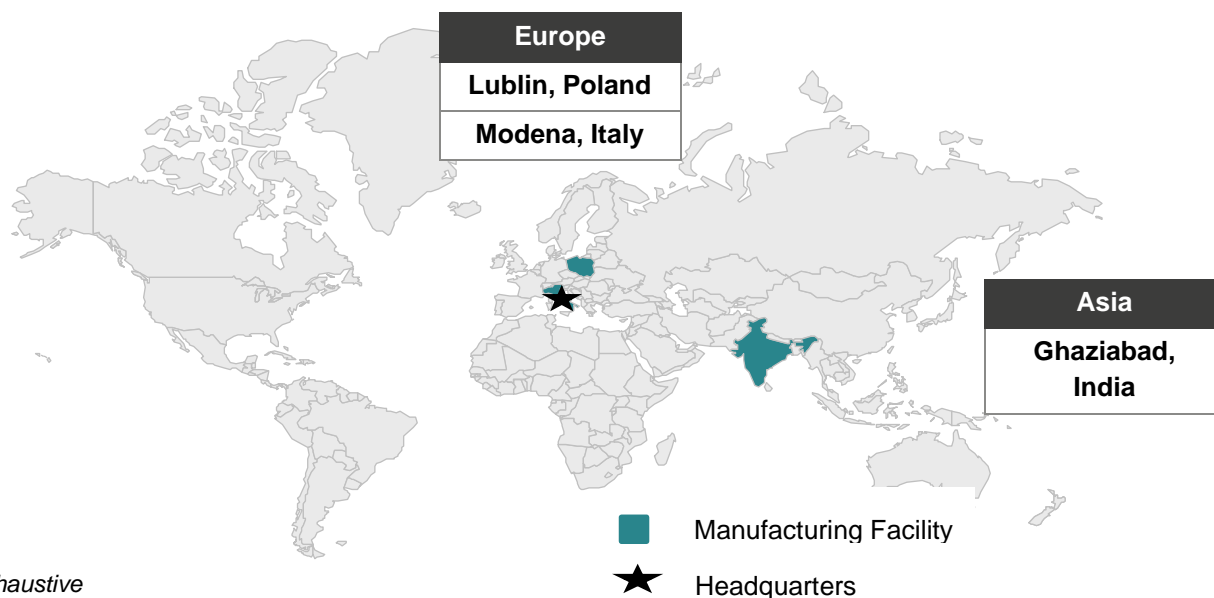 Europe
Lublin, Poland
Modena, Italy
Asia
Ghaziabad,
India
Manufacturing Facility
Headquarters